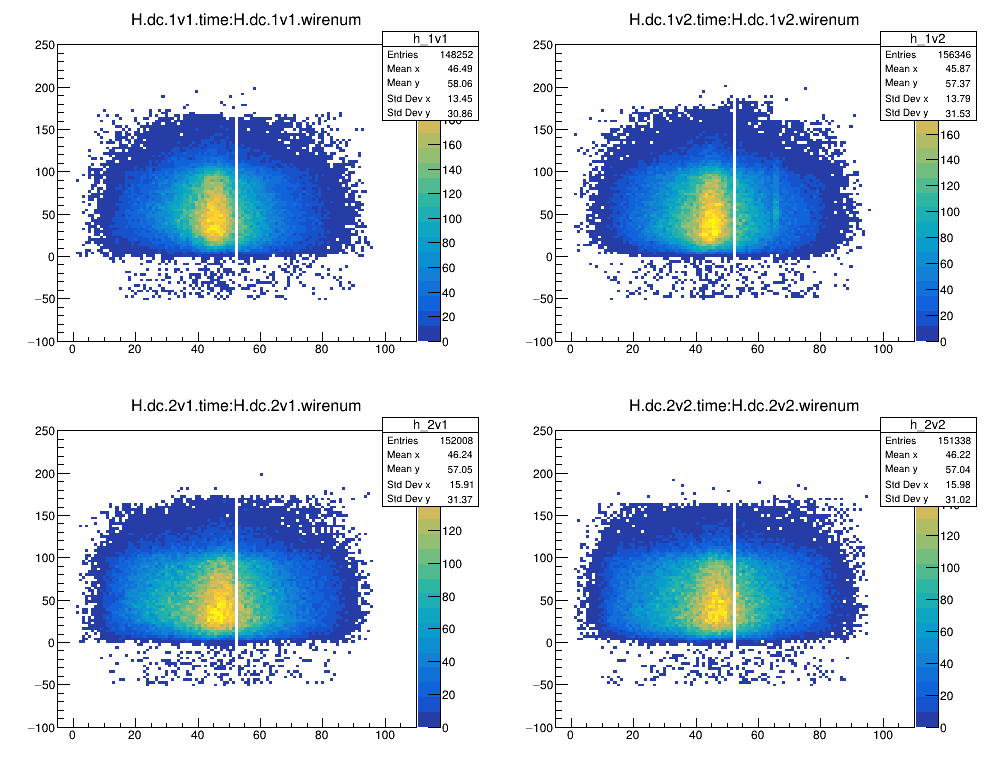 H.dc.1v1.time:H.dc.1v1.wirenum
h_1v1
Entries 148252
Mean x 46.49
Mean y 58.06
Std Dev x 13.45
Std Dev y 30.86
250
200
150
100
50
0
−50
−100
0 20 40 60 80 100
160
140
120
100
80
60
40
20
0
H.dc.1v2.time:H.dc.1v2.wirenum
h_1v2
Entries 156346
Mean x 45.87
Mean y 57.37
Std Dev x 13.79
Std Dev y 31.53
250
200
150
100
50
0
−50
−100
0 20 40 60 80 100
160
140
120
100
80
60
40
20
0
H.dc.2v1.time:H.dc.2v1.wirenum
h_2v1
Entries 152008
Mean x 46.24
Mean y 57.05
Std Dev x 15.91
Std Dev y 31.37
250
200
150
100
50
0
−50
−100
0 20 40 60 80 100
120
100
80
60
40
20
0
H.dc.2v2.time:H.dc.2v2.wirenum
h_2v2
Entries 151338
Mean x 46.22
Mean y 57.04
Std Dev x 15.98
Std Dev y 31.02
250
200
150
100
50
0
−50
−100
0 20 40 60 80 100
120
100
80
60
40
20
0